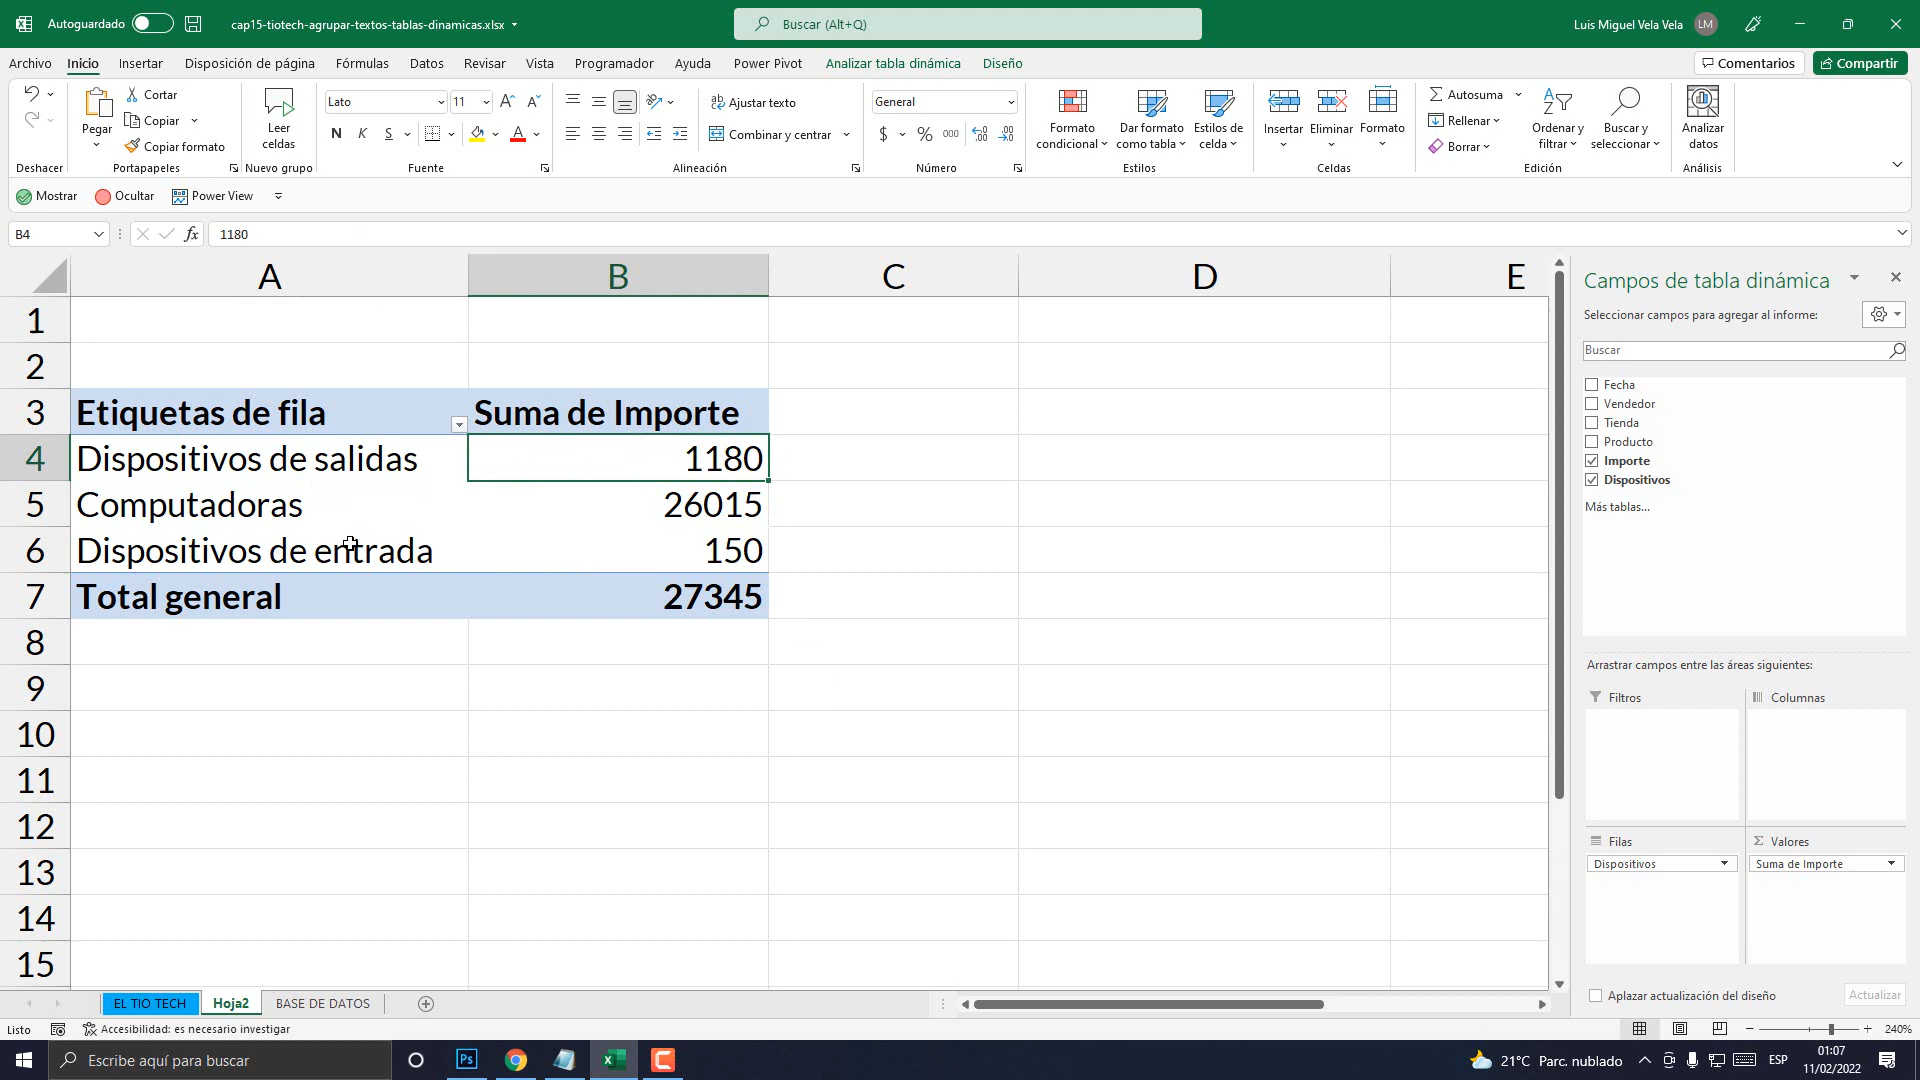 Autoguardado
cap15-tiotech-agrupar-textos-tablas-dinamicas.xlsx
Buscar (Alt+Q)
Luis Miguel Vela Vela
LM
Archivo
Inicio
Insertar
Disposición de página
Fórmulas
Datos
Revisar
Vista
Programador
Ayuda
Power Pivot
Analizar tabla dinámica
Diseño
Comentarios
Compartir
Deshacer
Pegar
Cortar
Copiar
Copiar formato
Portapapeles
Leer celdas
Nuevo grupo
Lato
11
N K S
Fuente
Ajustar texto
Combinar y centrar
Alineación
General
$ % 000
Número
Formato condicional
Dar formato como tabla
Estilos de celda
Estilos
Insertar
Eliminar
Formato
Celdas
Autosuma
Rellenar
Borrar
Ordenar y filtrar
Buscar y seleccionar
Edición
Analizar datos
Análisis
Mostrar
Ocultar
Power View
B4
fx
1180
A B C D E
1
2
3 Etiquetas de fila Suma de Importe
4 Dispositivos de salidas 1180
5 Computadoras 26015
6 Dispositivos de entrada 150
7 Total general 27345
8
9
10
11
12
13
14
15
Campos de tabla dinámica
Seleccionar campos para agregar al informe:
Buscar
Fecha
Vendedor
Tienda
Producto
Importe
Dispositivos
Más tablas...
Arrastrar campos entre las áreas siguientes:
Filtros
Columnas
Filas
Σ Valores
Dispositivos
Suma de Importe
Aplazar actualización del diseño
Actualizar
EL TIO TECH
Hoja2
BASE DE DATOS
Listo
Accesibilidad: es necesario investigar
240%
Escribe aquí para buscar
Ps
21°C Parc. nublado
ESP
01:07
11/02/2022